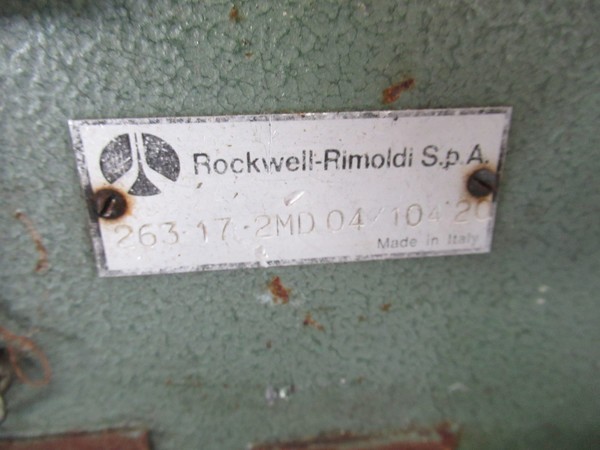 Rockwell-Rimoldi S.p.A.
263-17-2MD 04/104 20
Made in Italy